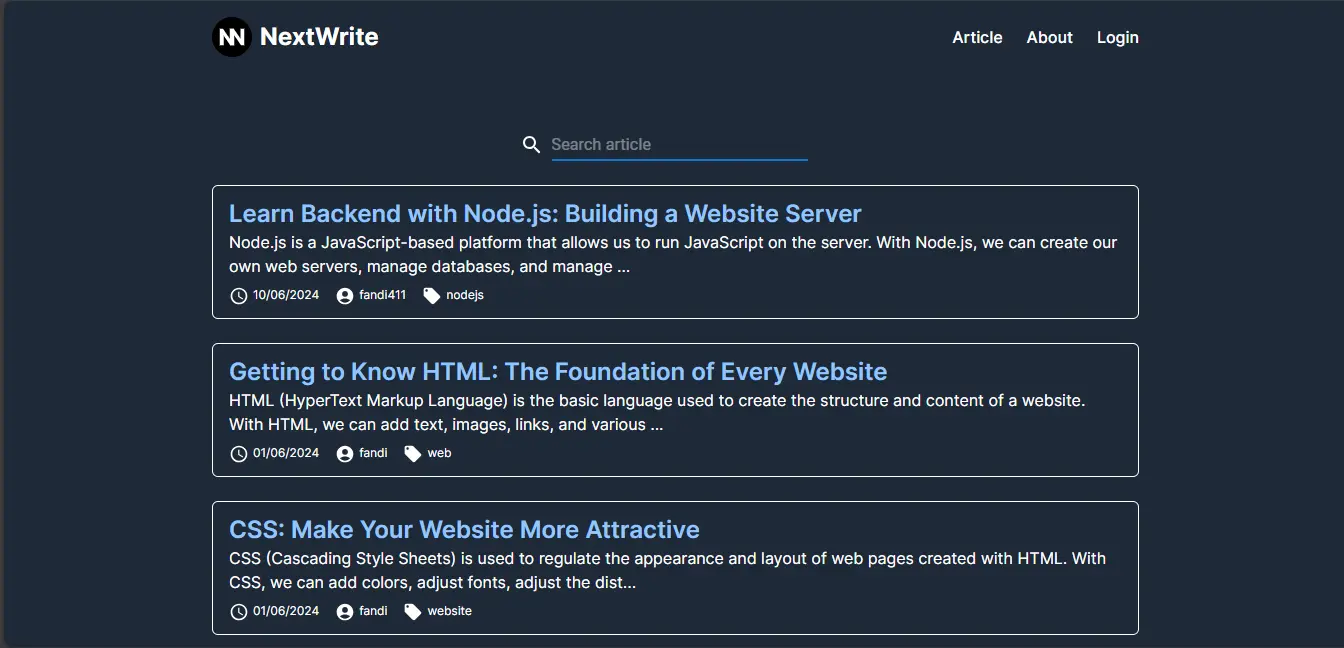 NN NextWrite
Article About Login
Search article
Learn Backend with Node.js: Building a Website Server
Node.js is a JavaScript-based platform that allows us to run JavaScript on the server. With Node.js, we can create our
own web servers, manage databases, and manage ...
10/06/2024 fandi411 nodejs
Getting to Know HTML: The Foundation of Every Website
HTML (HyperText Markup Language) is the basic language used to create the structure and content of a website.
With HTML, we can add text, images, links, and various ...
01/06/2024 fandi web
CSS: Make Your Website More Attractive
CSS (Cascading Style Sheets) is used to regulate the appearance and layout of web pages created with HTML. With
CSS, we can add colors, adjust fonts, adjust the dist...
01/06/2024 fandi website